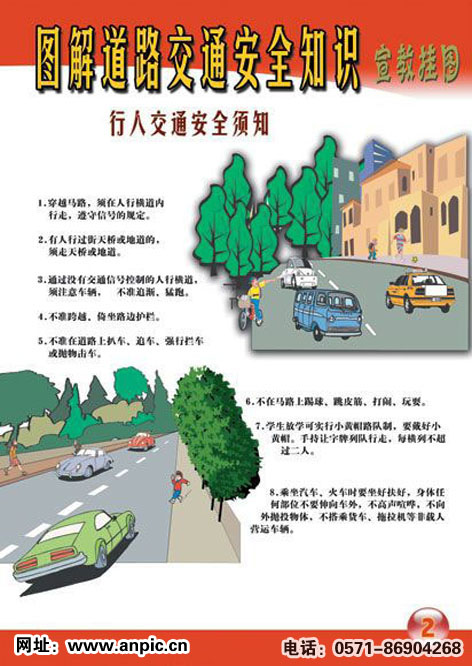 图解道路交通安全知识 宣教挂图
行人交通安全须知
1.穿越马路，须在人行横道内
行走，遵守信号的规定。
2.有人行过街天桥或地道的，
须走天桥或地道。
3.通过没有交通信号控制的人行横道，
须注意车辆， 不准追逐、猛跑。
4.不准跨越、倚坐路边护栏。
5.不准在道路上扒车、追车、强行拦车
或抛物击车。
6.不在马路上踢球、跳皮筋、打闹、玩耍。
7.学生放学可实行小黄帽路队制，要戴好小
黄帽。手持让字牌列队行走，每横列不超
过二人。
8.乘坐汽车、火车时要坐好扶好，身体任
何部位不要伸向车外，不高声喧哗，不向
外抛投物体，不搭乘货车、拖拉机等非载人
营运车辆。
2
网址：www.anpic.cn 电话：0571-86904268